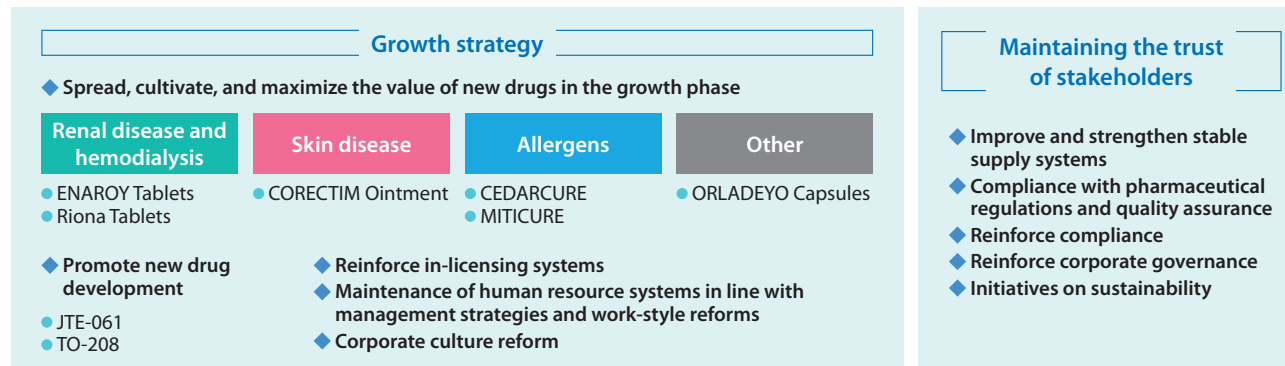 Growth strategy
◆ Spread, cultivate, and maximize the value of new drugs in the growth phase
Renal disease and
hemodialysis
● ENAROY Tablets
● Riona Tablets
Skin disease
● CORECTIM Ointment
Allergens
● CEDARCURE
● MITICURE
Other
● ORLADEYO Capsules
◆ Promote new drug
development
● JTE-061
● TO-208
◆ Reinforce in-licensing systems
◆ Maintenance of human resource systems in line with
management strategies and work-style reforms
◆ Corporate culture reform
Maintaining the trust
of stakeholders
◆ Improve and strengthen stable
supply systems
◆ Compliance with pharmaceutical
regulations and quality assurance
◆ Reinforce compliance
◆ Reinforce corporate governance
◆ Initiatives on sustainability